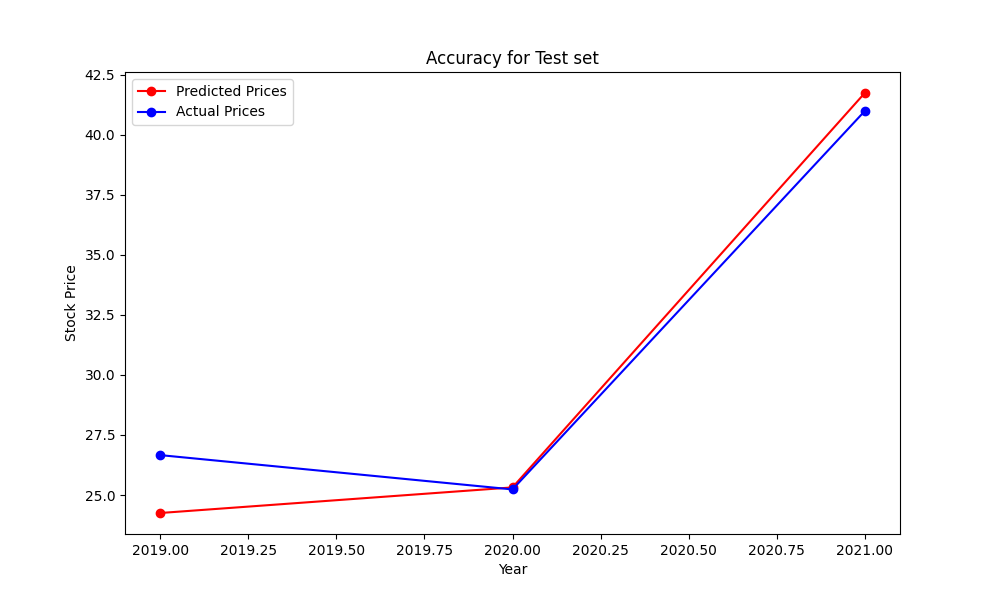 Accuracy for Test set
Predicted Prices
Actual Prices
42.5
40.0
37.5
35.0
32.5
30.0
27.5
25.0
Stock Price
2019.00 2019.25 2019.50 2019.75 2020.00 2020.25 2020.50 2020.75 2021.00
Year